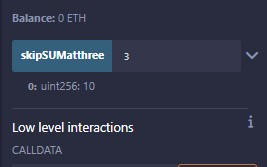 Balance: 0 ETH
skipSUMatthree 3
0: uint256: 10
Low level interactions i
CALLDATA